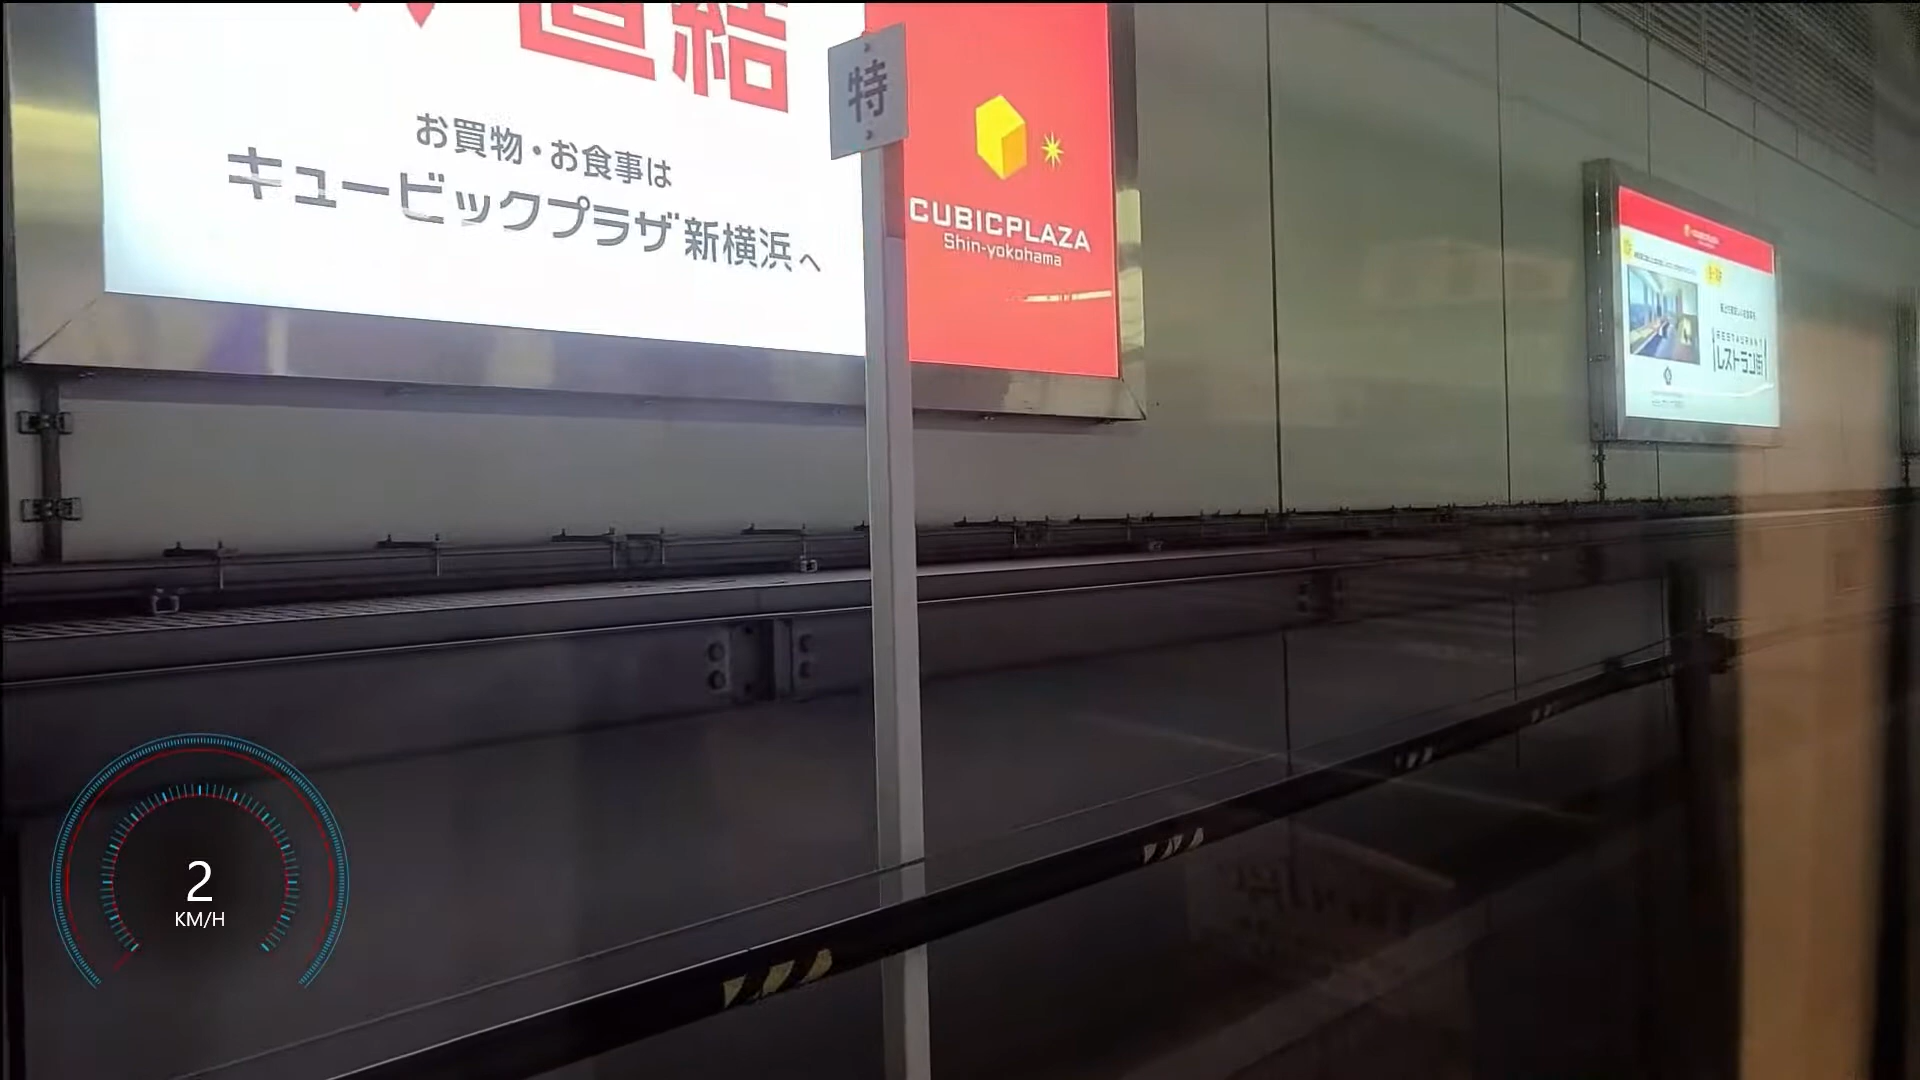 直結
お買物・お食事は
キュービックプラザ新横浜へ
特
CUBICPLAZA
Shin-yokohama
レストラン街
2
KM/H